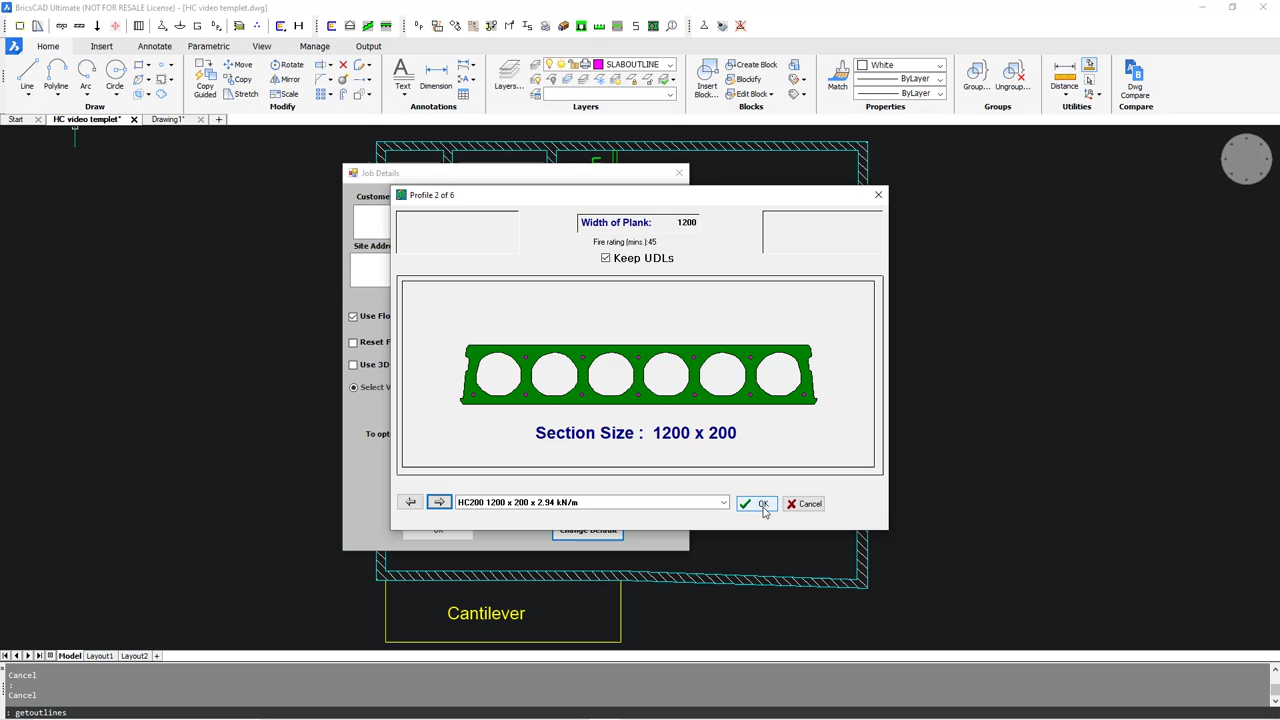 BricsCAD Ultimate (NOT FOR RESALE License) - [HC video templet.dwg]
Home Insert Annotate Parametric View Manage Output
Line Polyline Arc Circle
Copy Guided
Move Copy Stretch
Rotate Mirror Scale
Text Dimension
Layers...
SLABOUTLINE
Insert Block...
Create Block
Blockify
Edit Block
Match
White
ByLayer
ByLayer
Group... Ungroup...
Distance
Dwg Compare
Draw Modify Annotations Layers Blocks Properties Groups Utilities Compare
Start HC video templet* Drawing1*
Job Details
Custome
Site Addre
Use Flo
Reset F
Use 3D
Select V
To opt
Change Default
Profile 2 of 6
Width of Plank: 1200
Fire rating (mins.):45
Keep UDLs
Section Size : 1200 x 200
HC200 1200 x 200 x 2.94 kN/m
OK Cancel
Cantilever
Model Layout1 Layout2
Cancel
:
Cancel
: getoutlines